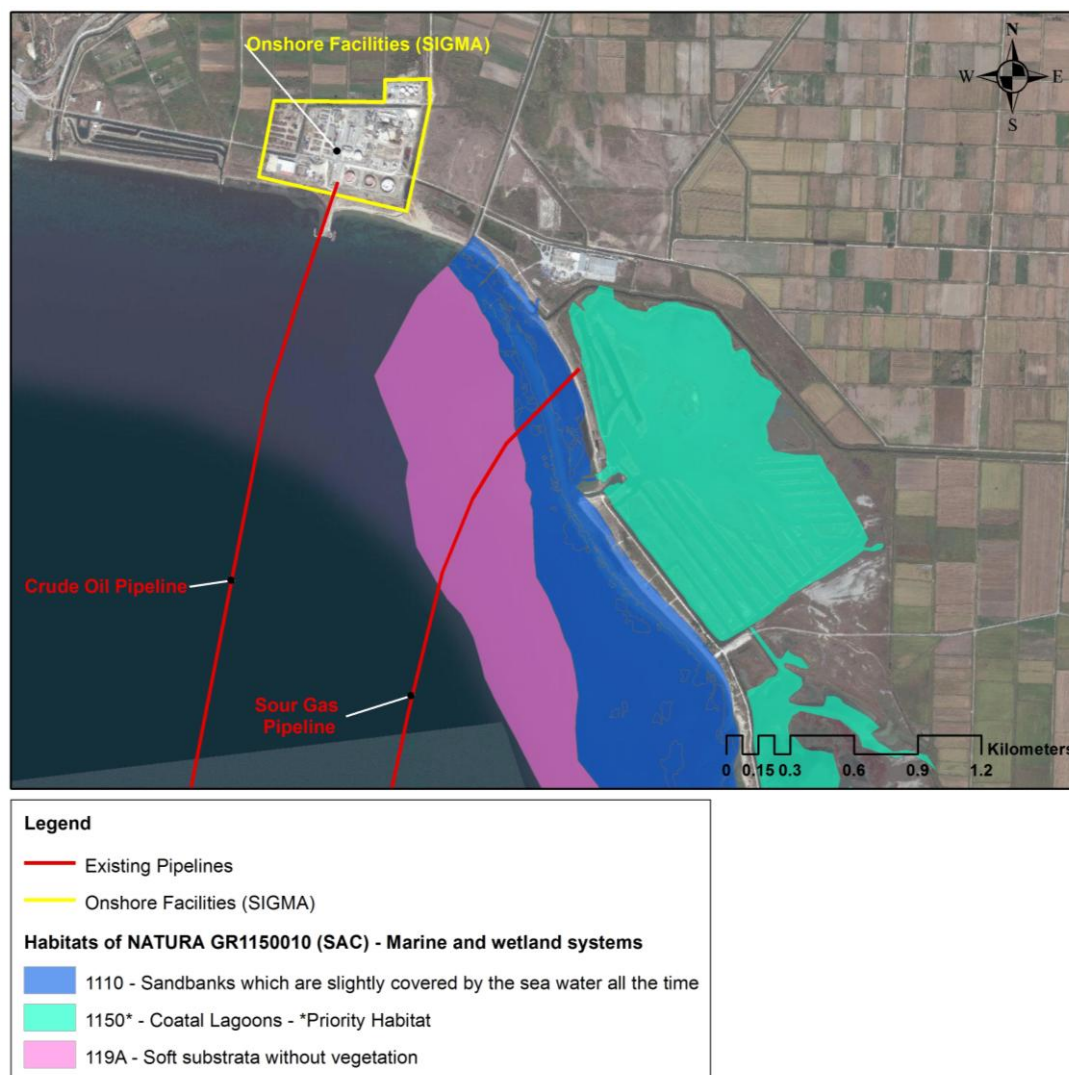 Onshore Facilities (SIGMA)
N
W E
S
Crude Oil Pipeline
Sour Gas
Pipeline
Kilometers
0 0.15 0.3 0.6 0.9 1.2
Legend
Existing Pipelines
Onshore Facilities (SIGMA)
Habitats of NATURA GR1150010 (SAC) - Marine and wetland systems
1110 - Sandbanks which are slightly covered by the sea water all the time
1150* - Coatal Lagoons - *Priority Habitat
119A - Soft substrata without vegetation